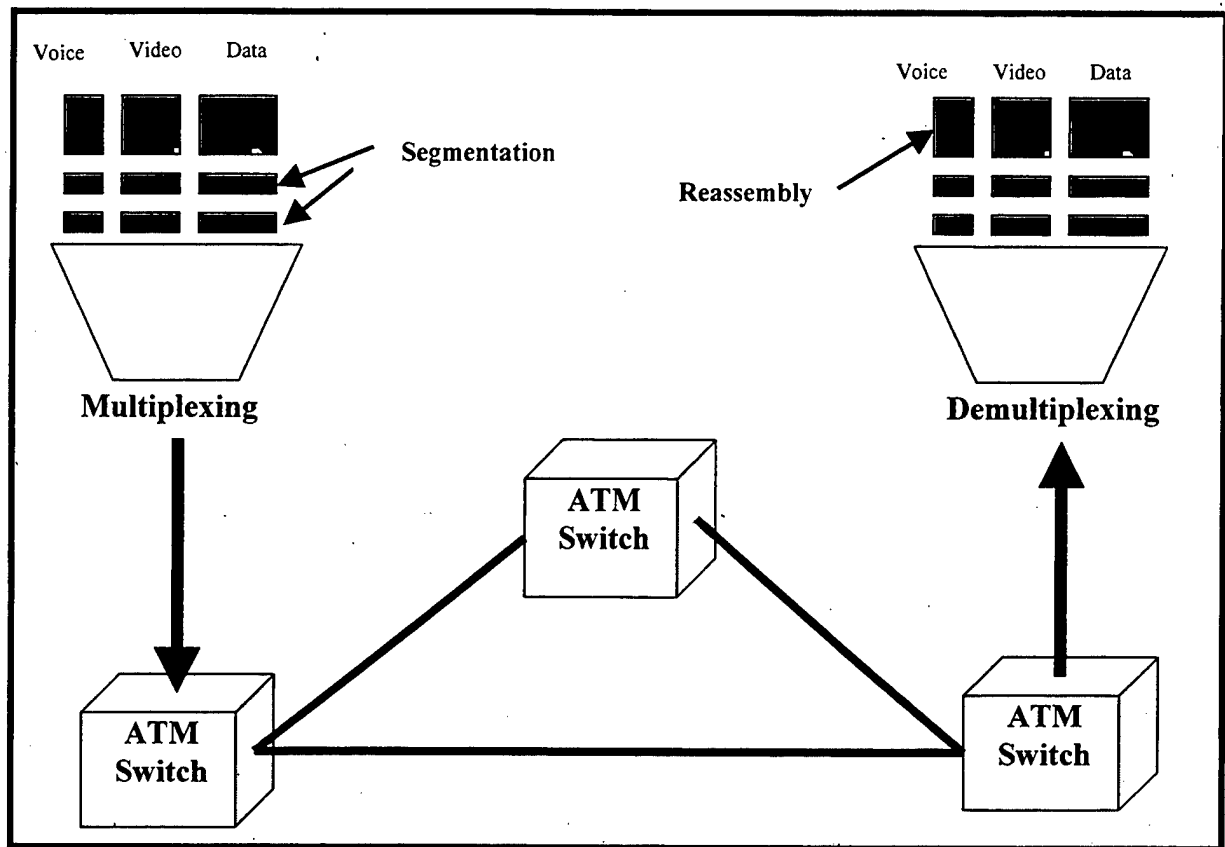 Voice Video Data
Voice Video Data
Segmentation
Reassembly
Multiplexing
Demultiplexing
ATM
Switch
ATM
Switch
ATM
Switch